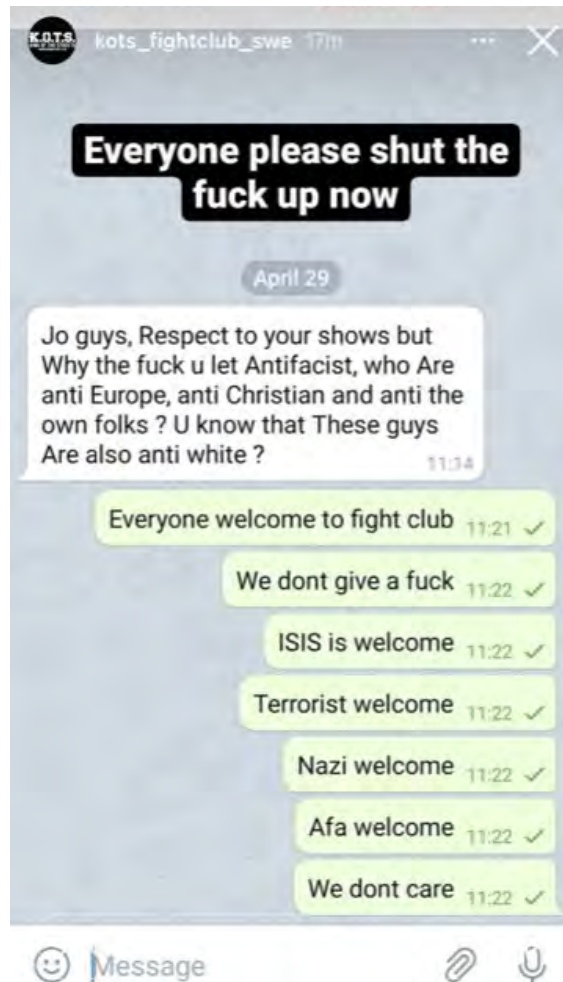 K.O.T.S.
kots_fightclub_swe 17m
Everyone please shut the
fuck up now
April 29
Jo guys, Respect to your shows but
Why the fuck u let Antifacist, who Are
anti Europe, anti Christian and anti the
own folks ? U know that These guys
Are also anti white ?
11:14
Everyone welcome to fight club 11:21
We dont give a fuck 11:22
ISIS is welcome 11:22
Terrorist welcome 11:22
Nazi welcome 11:22
Afa welcome 11:22
We dont care 11:22
Message